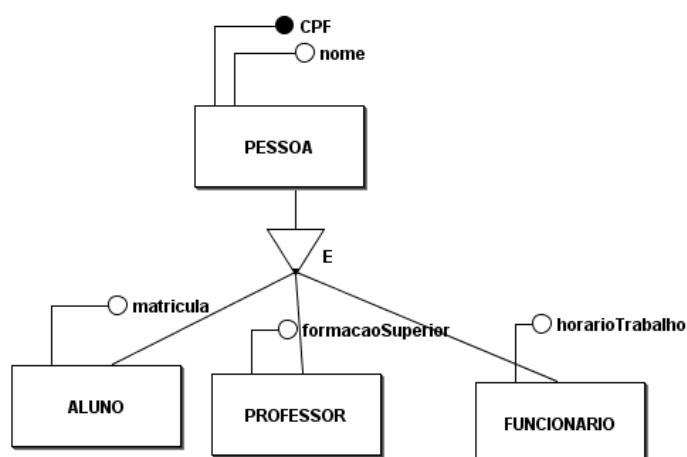 CPF
nome
PESSOA
E
matricula
formacaoSuperior
horarioTrabalho
ALUNO
PROFESSOR
FUNCIONARIO